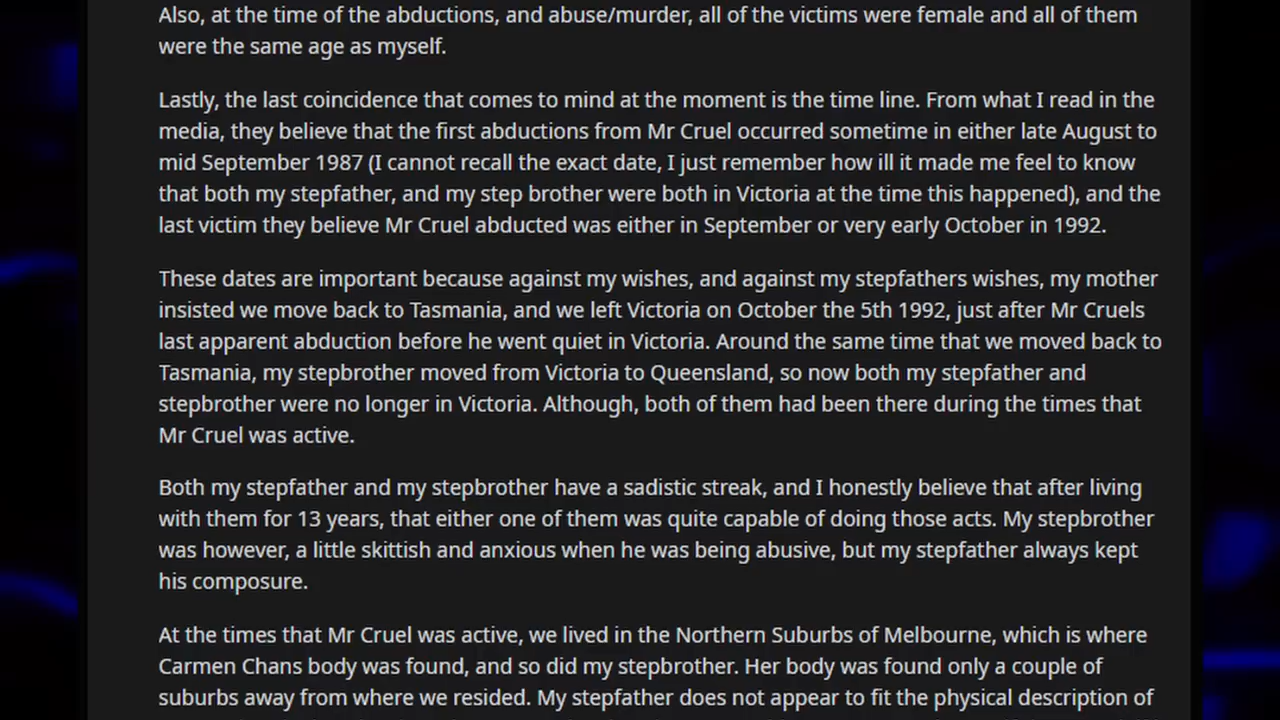 Also, at the time of the abductions, and abuse/murder, all of the victims were female and all of them
were the same age as myself.
Lastly, the last coincidence that comes to mind at the moment is the time line. From what I read in the
media, they believe that the first abductions from Mr Cruel occurred sometime in either late August to
mid September 1987 (I cannot recall the exact date, I just remember how ill it made me feel to know
that both my stepfather, and my step brother were both in Victoria at the time this happened), and the
last victim they believe Mr Cruel abducted was either in September or very early October in 1992.
These dates are important because against my wishes, and against my stepfathers wishes, my mother
insisted we move back to Tasmania, and we left Victoria on October the 5th 1992, just after Mr Cruels
last apparent abduction before he went quiet in Victoria. Around the same time that we moved back to
Tasmania, my stepbrother moved from Victoria to Queensland, so now both my stepfather and
stepbrother were no longer in Victoria. Although, both of them had been there during the times that
Mr Cruel was active.
Both my stepfather and my stepbrother have a sadistic streak, and I honestly believe that after living
with them for 13 years, that either one of them was quite capable of doing those acts. My stepbrother
was however, a little skittish and anxious when he was being abusive, but my stepfather always kept
his composure.
At the times that Mr Cruel was active, we lived in the Northern Suburbs of Melbourne, which is where
Carmen Chans body was found, and so did my stepbrother. Her body was found only a couple of
suburbs away from where we resided. My stepfather does not appear to fit the physical description of